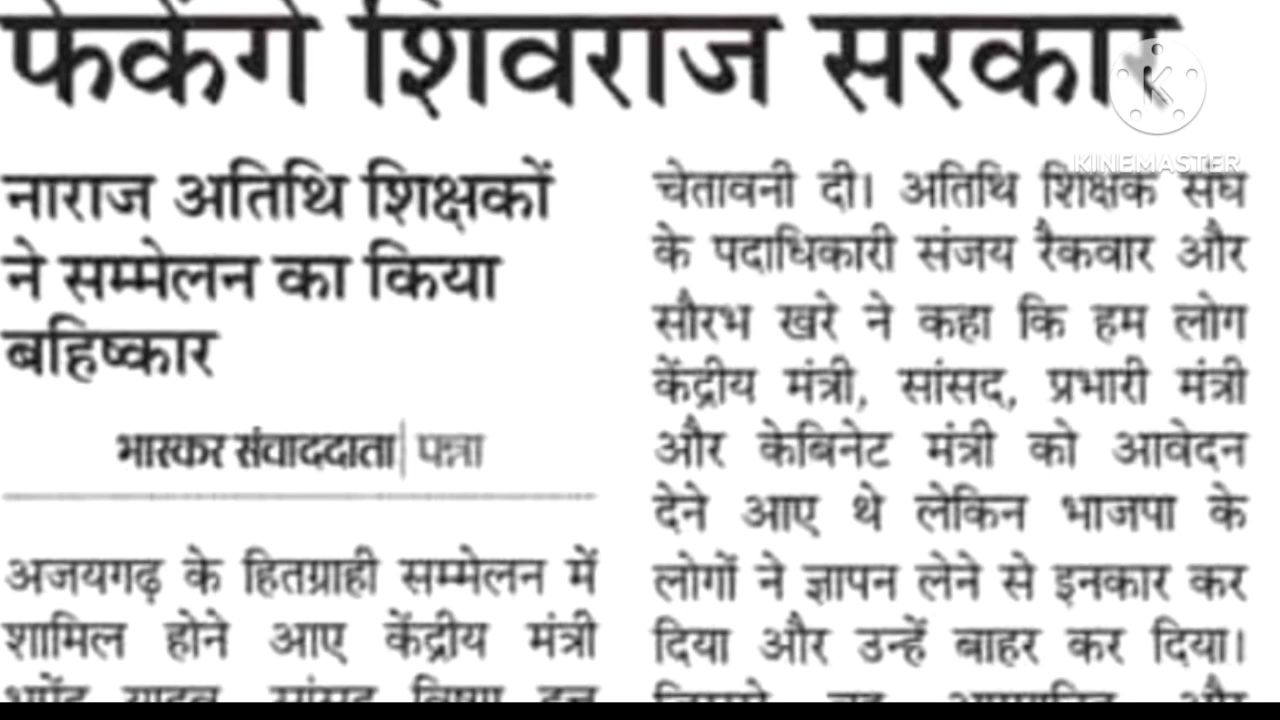 फेकेंगे शिवराज सरकार
KINEMASTER
नाराज अतिथि शिक्षकों
ने सम्मेलन का किया
बहिष्कार
भास्कर संवाददाता| पन्ना
अजयगढ़ के हितग्राही सम्मेलन में
शामिल होने आए केंद्रीय मंत्री
चेतावनी दी। अतिथि शिक्षक संघ
के पदाधिकारी संजय रैकवार और
सौरभ खरे ने कहा कि हम लोग
केंद्रीय मंत्री, सांसद, प्रभारी मंत्री
और केबिनेट मंत्री को आवेदन
देने आए थे लेकिन भाजपा के
लोगों ने ज्ञापन लेने से इनकार कर
दिया और उन्हें बाहर कर दिया।